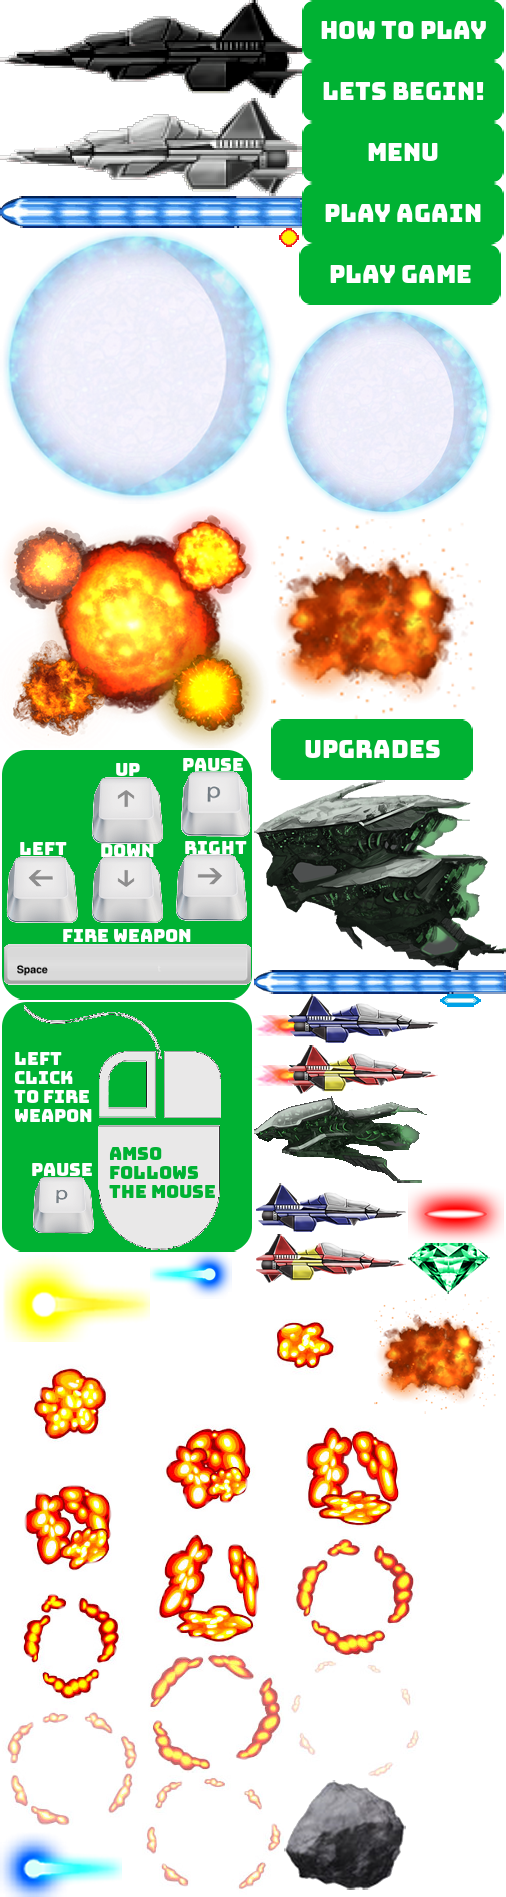 HOW TO PLAY
LETS BEGIN!
MENU
PLAY AGAIN
PLAY GAME
UPGRADES
UP
PAUSE
P
LEFT
DOWN
RIGHT
FIRE WEAPON
Space
LEFT
CLICK
TO FIRE
WEAPON
PAUSE
P
AMSO
FOLLOWS
THE MOUSE